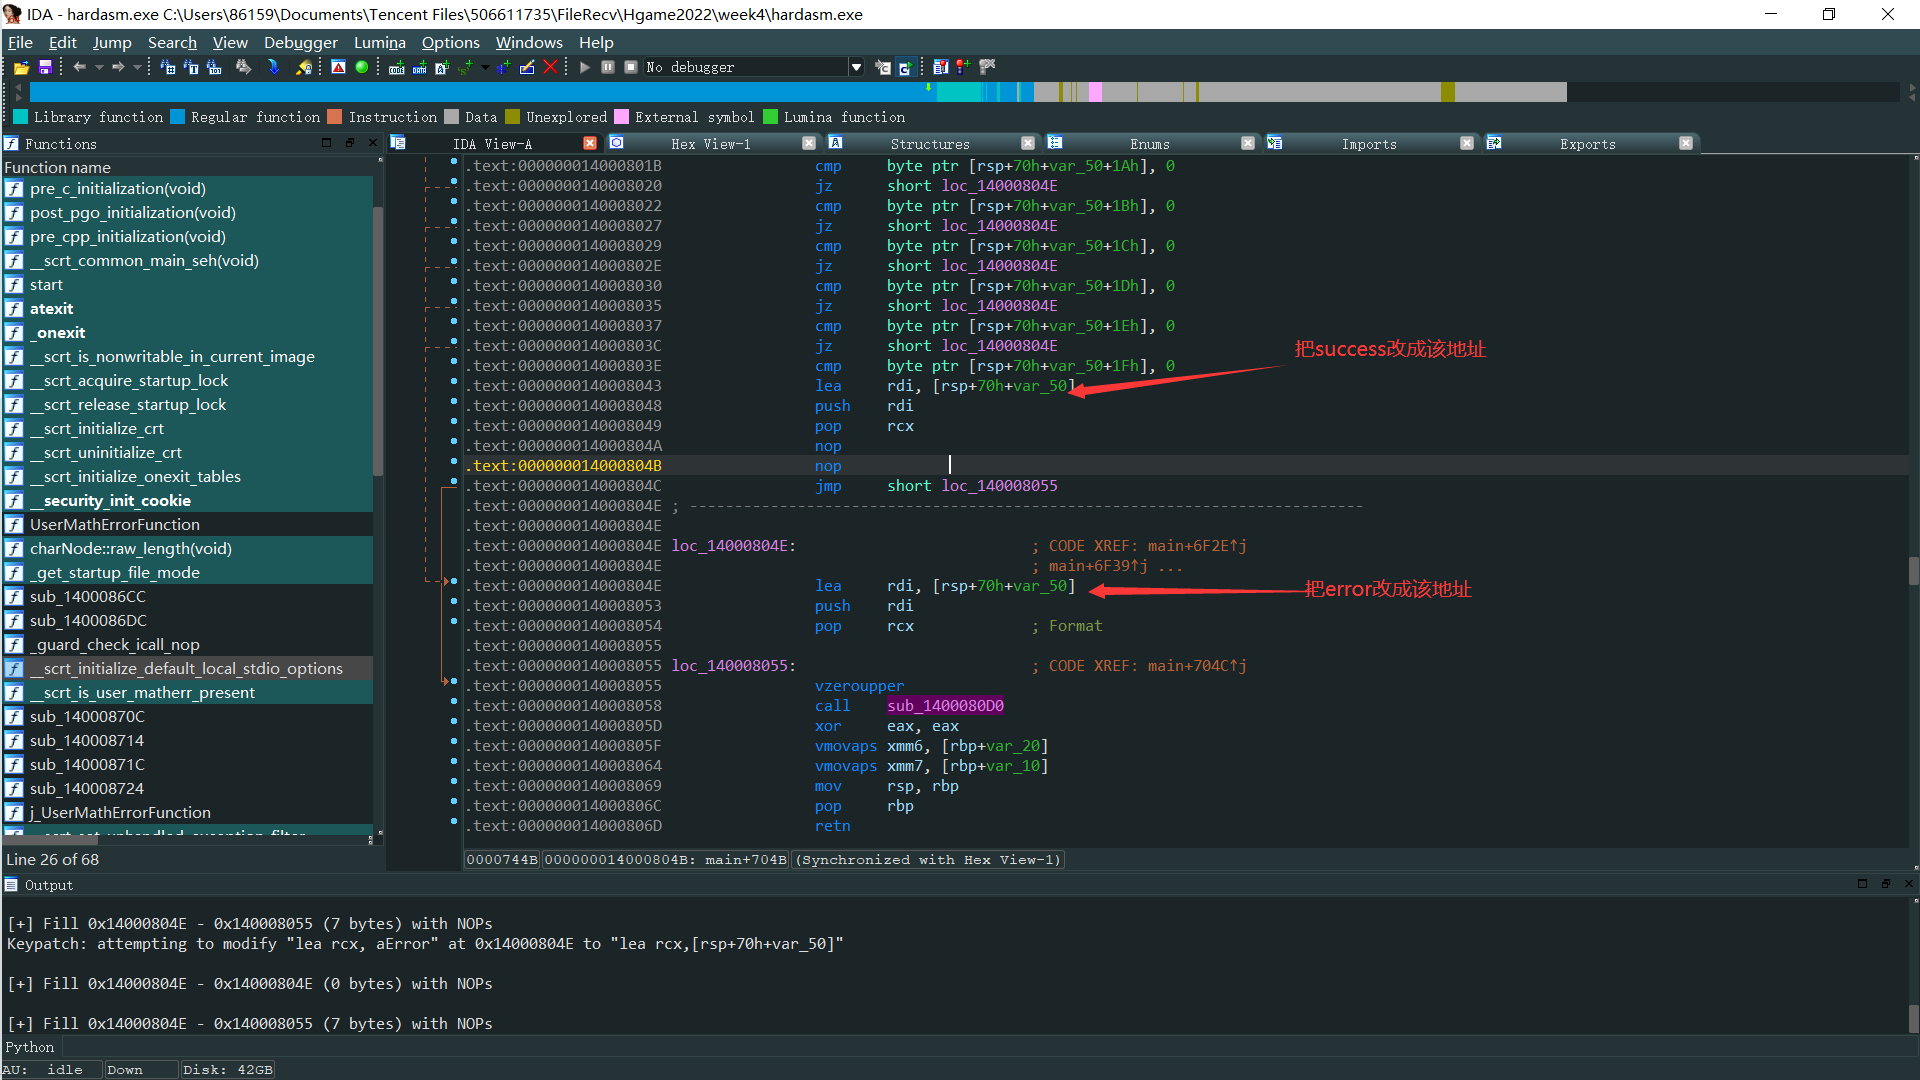 IDA - hardasm.exe C:\Users\86159\Documents\Tencent Files\506611735\FileRecv\Hgame2022\week4\hardasm.exe
File Edit Jump Search View Debugger Lumina Options Windows Help
No debugger
Library function Regular function Instruction Data Unexplored External symbol Lumina function
Functions
IDA View-A Hex View-1 Structures Enums Imports Exports
Function name
pre_c_initialization(void)
post_pgo_initialization(void)
pre_cpp_initialization(void)
__scrt_common_main_seh(void)
start
atexit
_onexit
__scrt_is_nonwritable_in_current_image
__scrt_acquire_startup_lock
__scrt_release_startup_lock
__scrt_initialize_crt
__scrt_uninitialize_crt
__scrt_initialize_onexit_tables
__security_init_cookie
UserMathErrorFunction
charNode::raw_length(void)
_get_startup_file_mode
sub_1400086CC
sub_1400086DC
_guard_check_icall_nop
__scrt_initialize_default_local_stdio_options
__scrt_is_user_matherr_present
sub_14000870C
sub_140008714
sub_14000871C
sub_140008724
j_UserMathErrorFunction
Line 26 of 68
.text:000000014000801B cmp byte ptr [rsp+70h+var_50+1Ah], 0
.text:0000000140008020 jz short loc_14000804E
.text:0000000140008022 cmp byte ptr [rsp+70h+var_50+1Bh], 0
.text:0000000140008027 jz short loc_14000804E
.text:0000000140008029 cmp byte ptr [rsp+70h+var_50+1Ch], 0
.text:000000014000802E jz short loc_14000804E
.text:0000000140008030 cmp byte ptr [rsp+70h+var_50+1Dh], 0
.text:0000000140008035 jz short loc_14000804E
.text:0000000140008037 cmp byte ptr [rsp+70h+var_50+1Eh], 0
.text:000000014000803C jz short loc_14000804E
把success改成该地址
.text:000000014000803E cmp byte ptr [rsp+70h+var_50+1Fh], 0
.text:0000000140008043 lea rdi, [rsp+70h+var_50]
.text:0000000140008048 push rdi
.text:0000000140008049 pop rcx
.text:000000014000804A nop
.text:000000014000804B nop
.text:000000014000804C jmp short loc_140008055
.text:000000014000804E ; ---------------------------------------------------------------------------
.text:000000014000804E
.text:000000014000804E loc_14000804E: ; CODE XREF: main+6F2E↑j
.text:000000014000804E ; main+6F39↑j ...
.text:000000014000804E lea rdi, [rsp+70h+var_50]
把error改成该地址
.text:0000000140008053 push rdi
.text:0000000140008054 pop rcx ; Format
.text:0000000140008055
.text:0000000140008055 loc_140008055: ; CODE XREF: main+704C↑j
.text:0000000140008055 vzeroupper
.text:0000000140008058 call sub_1400080D0
.text:000000014000805D xor eax, eax
.text:000000014000805F vmovaps xmm6, [rbp+var_20]
.text:0000000140008064 vmovaps xmm7, [rbp+var_10]
.text:0000000140008069 mov rsp, rbp
.text:000000014000806C pop rbp
.text:000000014000806D retn
0000744B 000000014000804B: main+704B (Synchronized with Hex View-1)
Output
[+] Fill 0x14000804E - 0x140008055 (7 bytes) with NOPs
Keypatch: attempting to modify "lea rcx, aError" at 0x14000804E to "lea rcx,[rsp+70h+var_50]"
[+] Fill 0x14000804E - 0x14000804E (0 bytes) with NOPs
[+] Fill 0x14000804E - 0x140008055 (7 bytes) with NOPs
Python
AU: idle Down Disk: 42GB